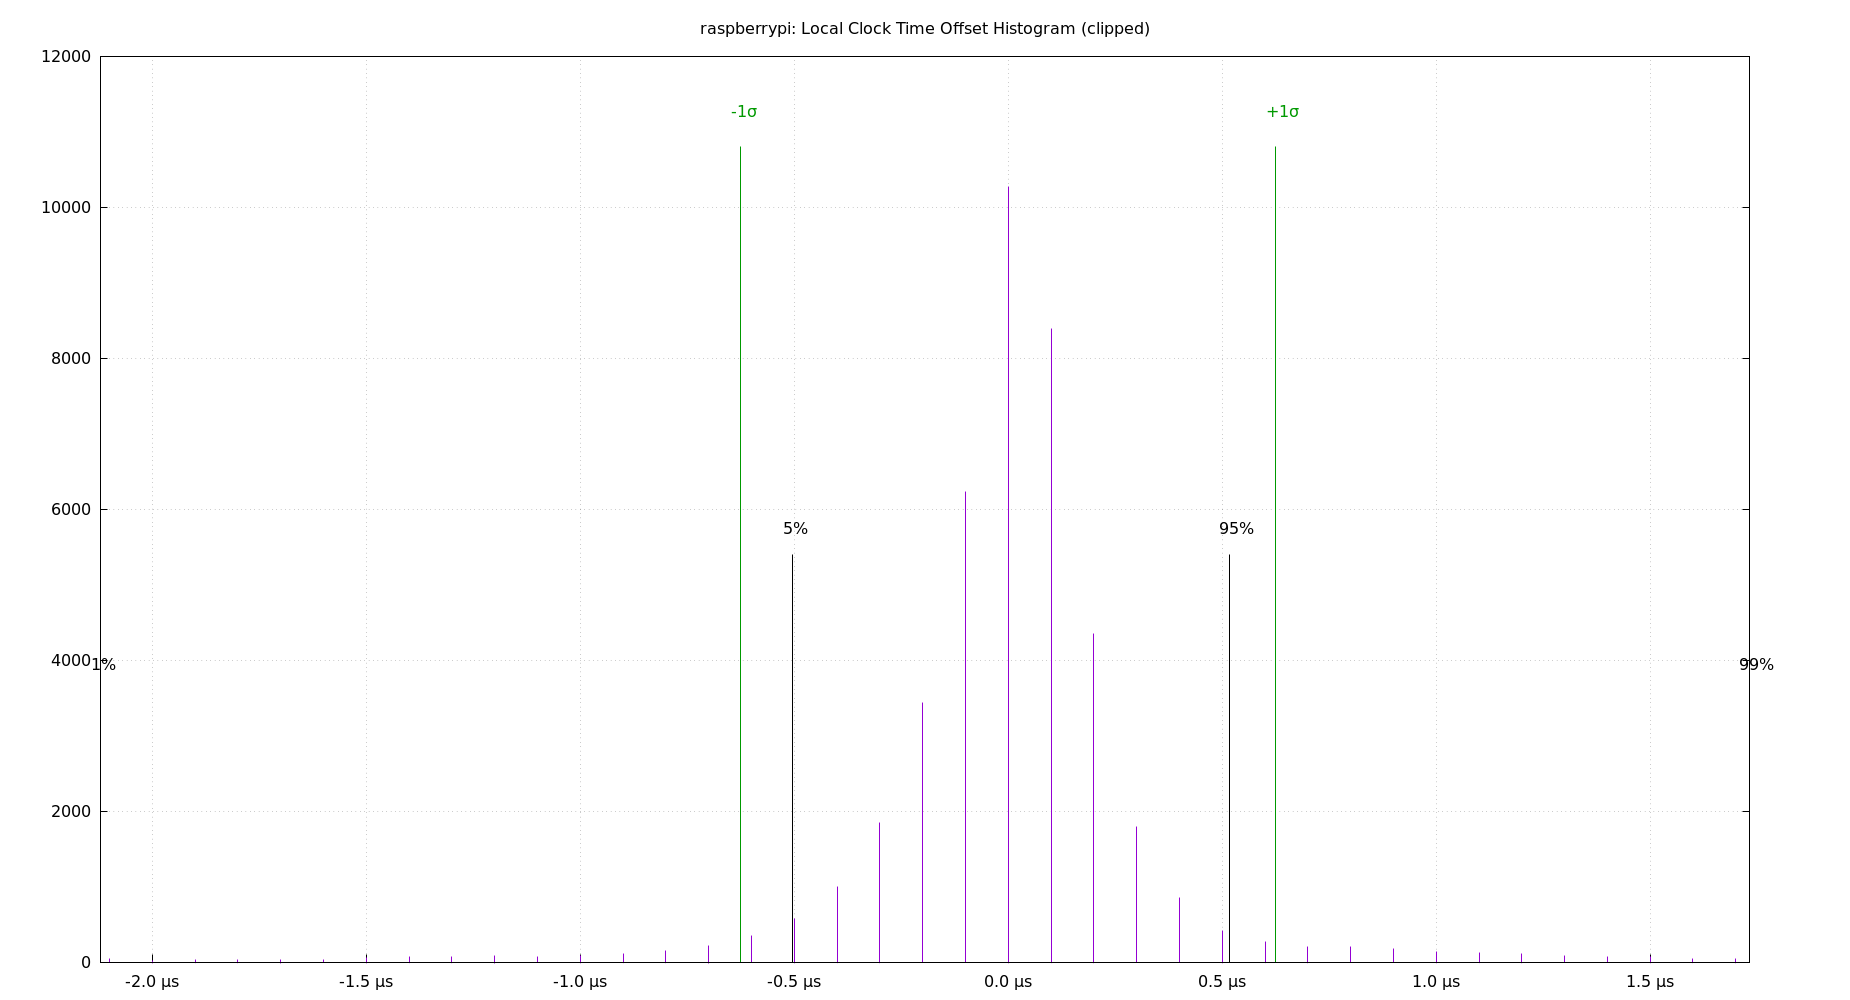 raspberrypi: Local Clock Time Offset Histogram (clipped)
12000
-1σ +1σ
10000
8000
6000
5% 95%
4000 1% 99%
2000
0
-2.0 µs -1.5 µs -1.0 µs -0.5 µs 0.0 µs 0.5 µs 1.0 µs 1.5 µs